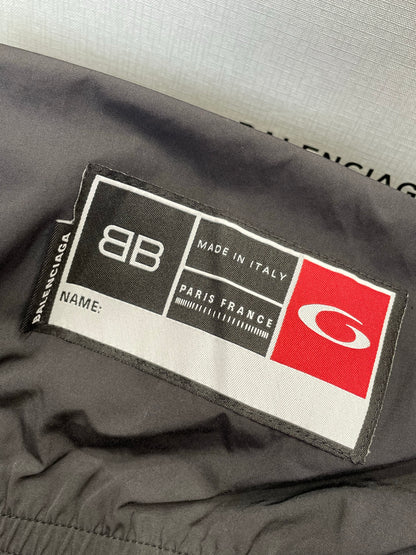 BALENCIAGA
BALENCIAGA
BB
MADE IN ITALY
PARIS FRANCE
G
NAME: